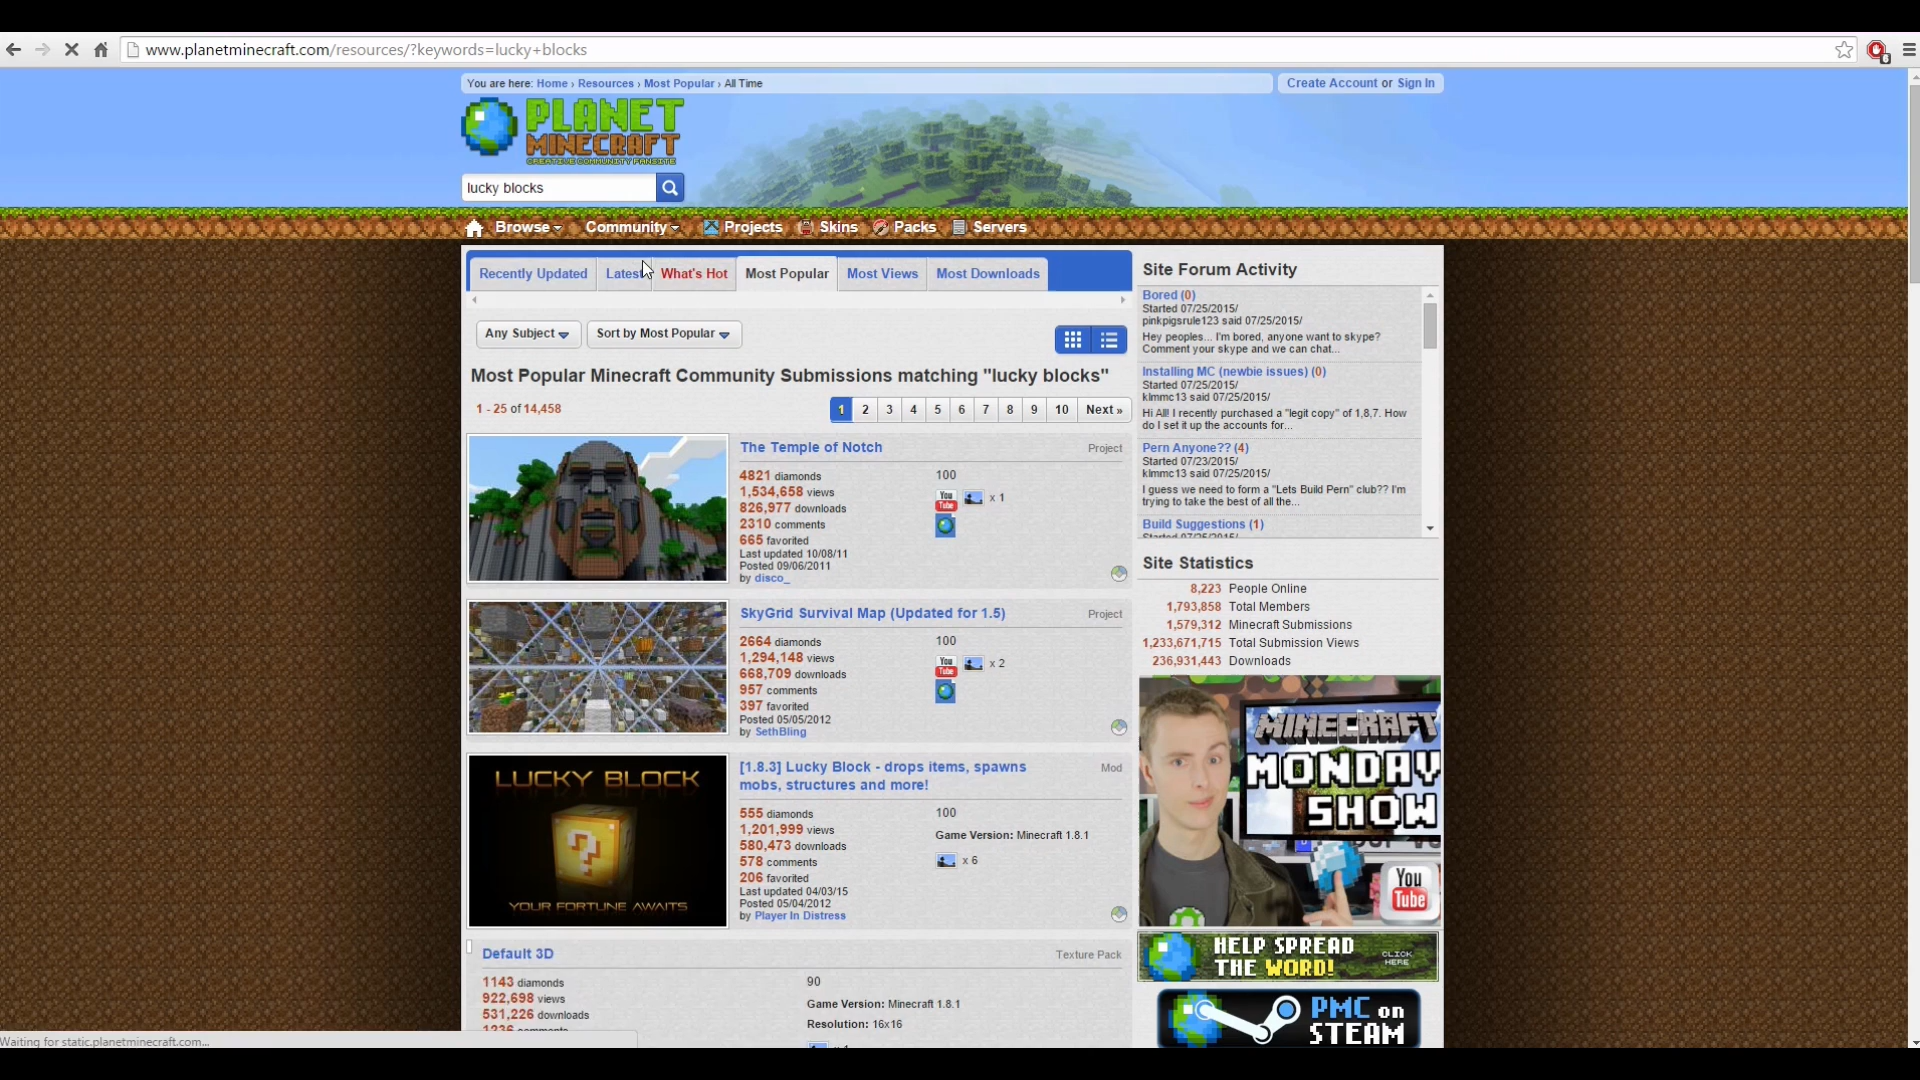 www.planetminecraft.com/resources/?keywords=lucky+blocks
You are here: Home › Resources › Most Popular › All Time
Create Account or Sign In
PLANET
MINECRAFT
CREATIVE COMMUNITY FANSITE
lucky blocks
Browse
Community
Projects
Skins
Packs
Servers
Recently Updated
Latest
What's Hot
Most Popular
Most Views
Most Downloads
Any Subject
Sort by Most Popular
Most Popular Minecraft Community Submissions matching "lucky blocks"
1 - 25 of 14,458
1 2 3 4 5 6 7 8 9 10 Next »
The Temple of Notch
Project
4821 diamonds
1,534,658 views
826,977 downloads
2310 comments
665 favorited
Last updated 10/08/11
Posted 09/06/2011
by disco_
100
You
Tube
x 1
SkyGrid Survival Map (Updated for 1.5)
Project
2664 diamonds
1,294,148 views
668,709 downloads
957 comments
397 favorited
Posted 05/05/2012
by SethBling
100
You
Tube
x 2
LUCKY BLOCK
?
YOUR FORTUNE AWAITS
[1.8.3] Lucky Block - drops items, spawns
mobs, structures and more!
Mod
555 diamonds
1,201,999 views
580,473 downloads
578 comments
206 favorited
Last updated 04/03/15
Posted 05/04/2012
by Player In Distress
100
Game Version: Minecraft 1.8.1
x 6
Default 3D
Texture Pack
1143 diamonds
922,698 views
531,226 downloads
1236 comments
90
Game Version: Minecraft 1.8.1
Resolution: 16x16
Site Forum Activity
Bored (0)
Started 07/25/2015/
pinkpigsrule123 said 07/25/2015/
Hey peoples... I'm bored, anyone want to skype?
Comment your skype and we can chat...
Installing MC (newbie issues) (0)
Started 07/25/2015/
klmmc13 said 07/25/2015/
Hi All! I recently purchased a "legit copy" of 1,8,7. How
do I set it up the accounts for...
Pern Anyone?? (4)
Started 07/23/2015/
klmmc13 said 07/25/2015/
I guess we need to form a "Lets Build Pern" club?? I'm
trying to take the best of all the...
Build Suggestions (1)
Site Statistics
8,223 People Online
1,793,858 Total Members
1,579,312 Minecraft Submissions
1,233,671,715 Total Submission Views
236,931,443 Downloads
MINECRAFT
MONDAY
SHOW
You
Tube
HELP SPREAD
THE WORD!
CLICK
HERE
PMC on
STEAM
Waiting for static.planetminecraft.com...